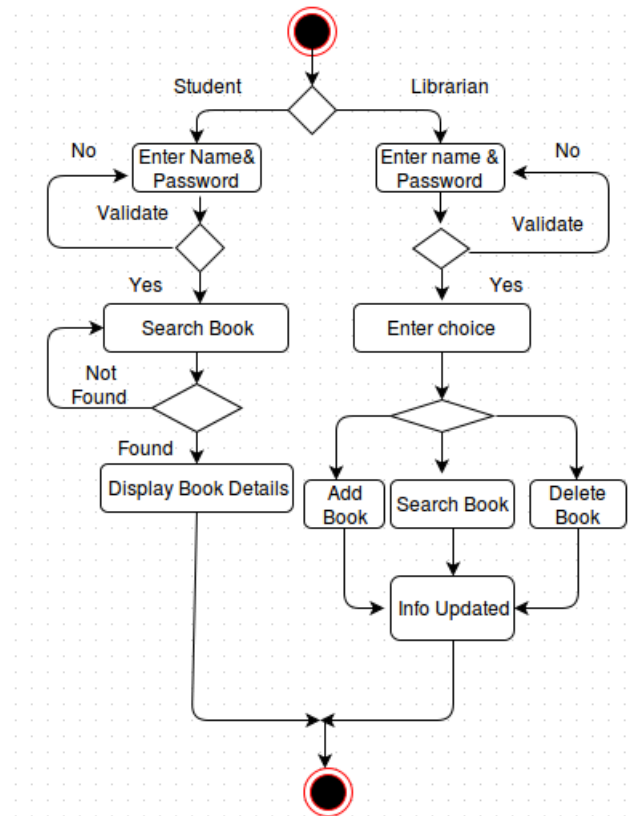 Student
Librarian
No
Enter Name&
Password
Enter name &
Password
No
Validate
Validate
Yes
Yes
Search Book
Enter choice
Not
Found
Found
Display Book Details
Add
Book
Search Book
Delete
Book
Info Updated